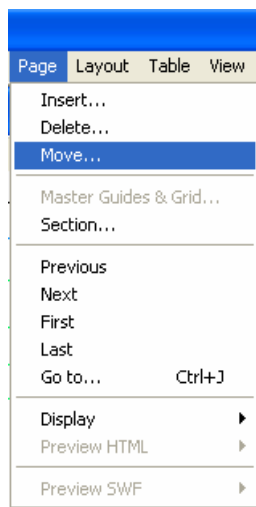 Page Layout Table View
Insert...
Delete...
Move...
Master Guides & Grid...
Section...
Previous
Next
First
Last
Go to... Ctrl+J
Display
Preview HTML
Preview SWF